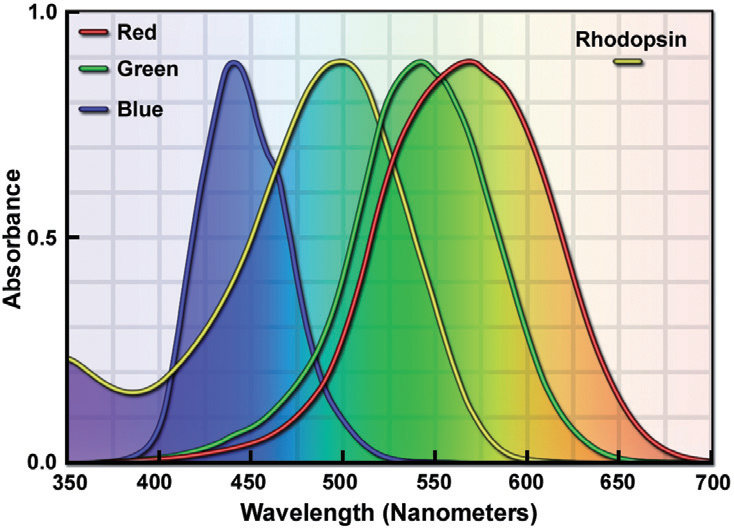 1.0
Red
Green
Blue
Rhodopsin
0.5
Absorbance
0.0
350 400 450 500 550 600 650 700
Wavelength (Nanometers)